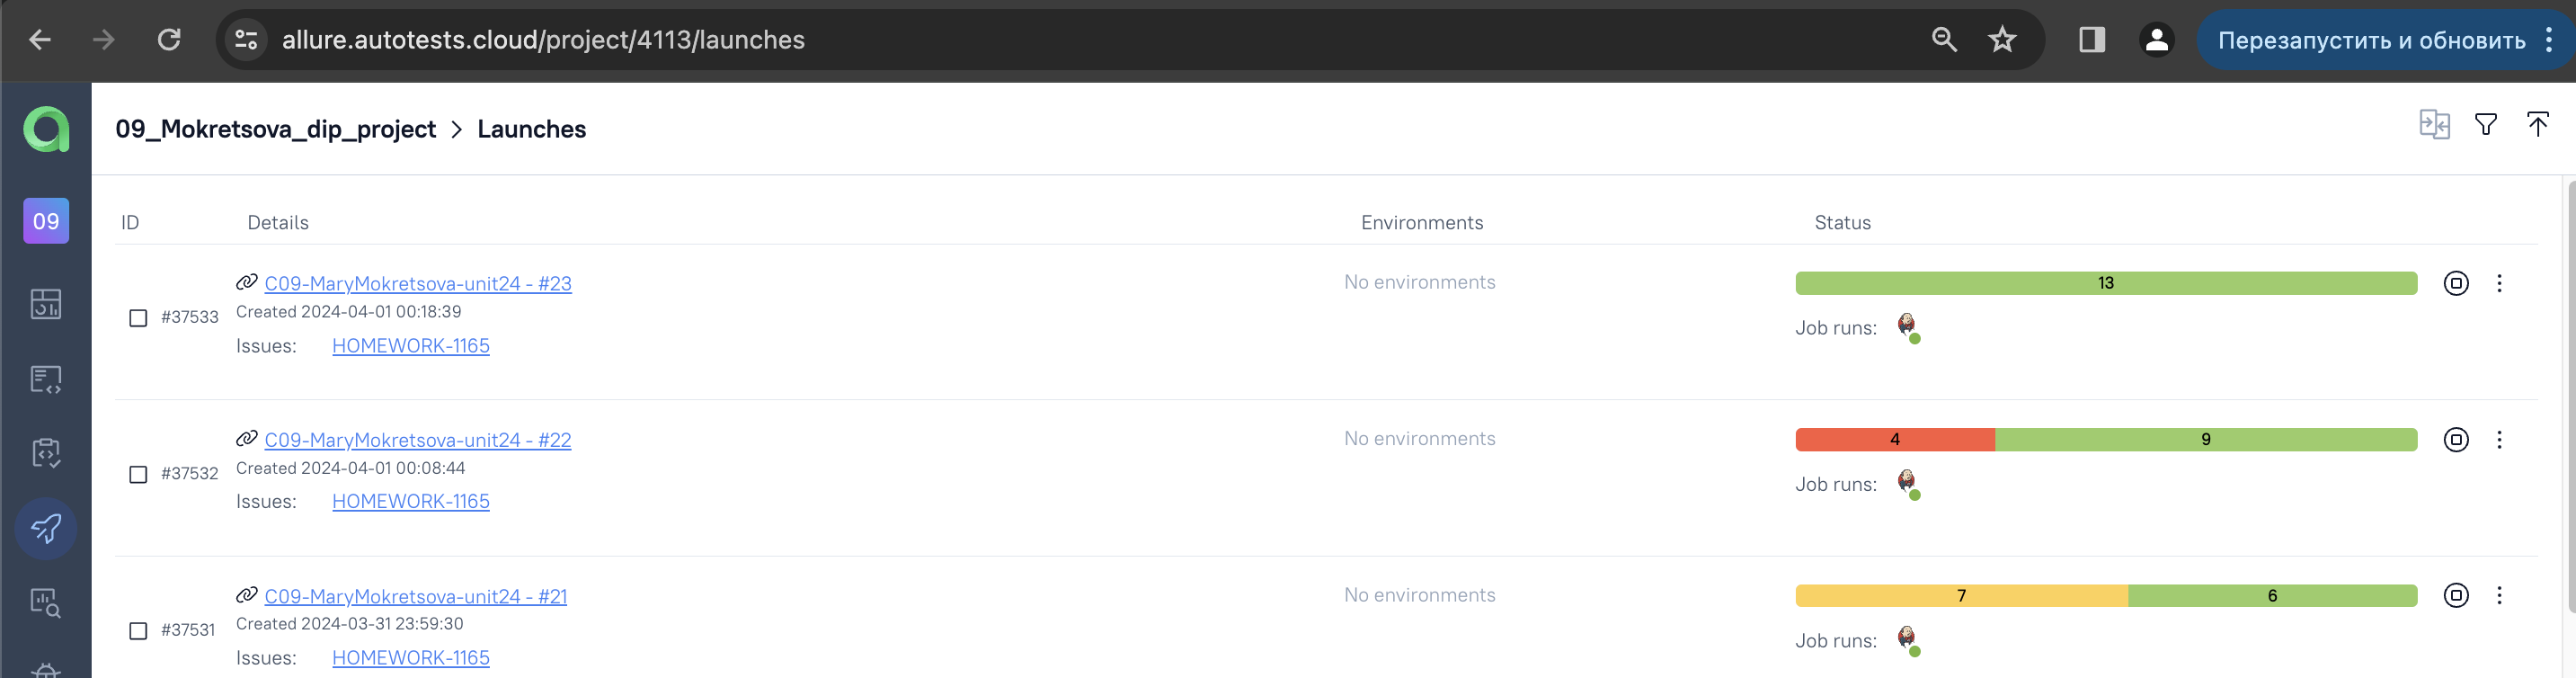 allure.autotests.cloud/project/4113/launches
Перезапустить и обновить
09_Mokretsova_dip_project > Launches
09
ID Details Environments Status
C09-MaryMokretsova-unit24 - #23 No environments 13
#37533 Created 2024-04-01 00:18:39 Job runs:
Issues: HOMEWORK-1165
C09-MaryMokretsova-unit24 - #22 No environments 4 9
#37532 Created 2024-04-01 00:08:44 Job runs:
Issues: HOMEWORK-1165
C09-MaryMokretsova-unit24 - #21 No environments 7 6
#37531 Created 2024-03-31 23:59:30 Job runs:
Issues: HOMEWORK-1165